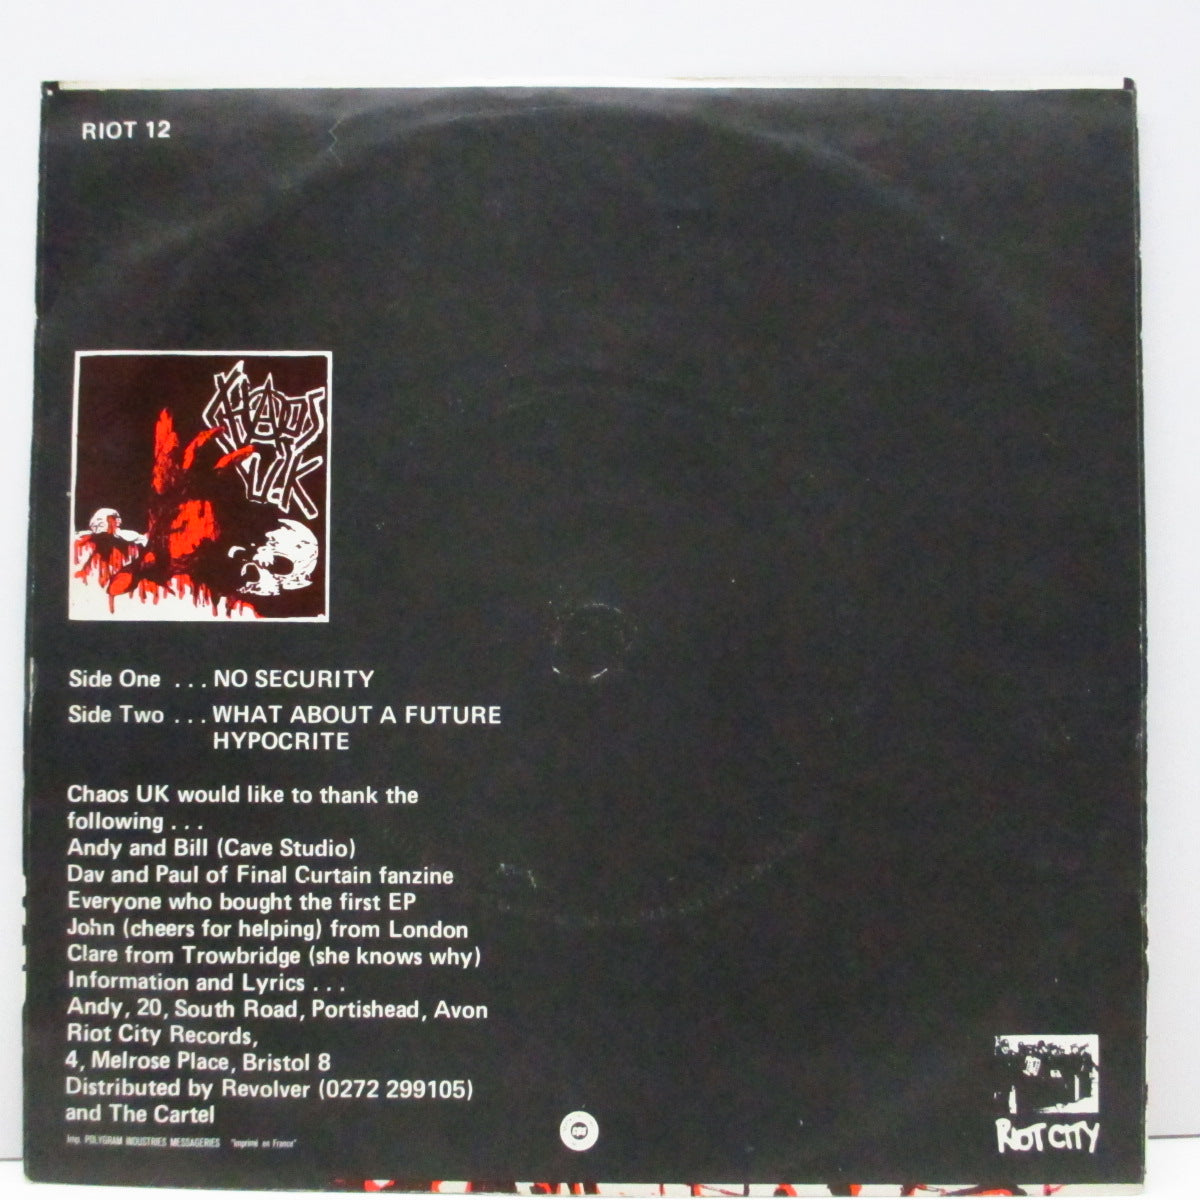 RIOT 12
CHAOS
U.K
Side One ... NO SECURITY
Side Two ... WHAT ABOUT A FUTURE
HYPOCRITE
Chaos UK would like to thank the
following ...
Andy and Bill (Cave Studio)
Dav and Paul of Final Curtain fanzine
Everyone who bought the first EP
John (cheers for helping) from London
Clare from Trowbridge (she knows why)
Information and Lyrics ...
Andy, 20, South Road, Portishead, Avon
Riot City Records,
4, Melrose Place, Bristol 8
Distributed by Revolver (0272 299105)
and The Cartel
Imp. POLYGRAM INDUSTRIES MESSAGERIES "Imprimé en France"
RIOT CITY